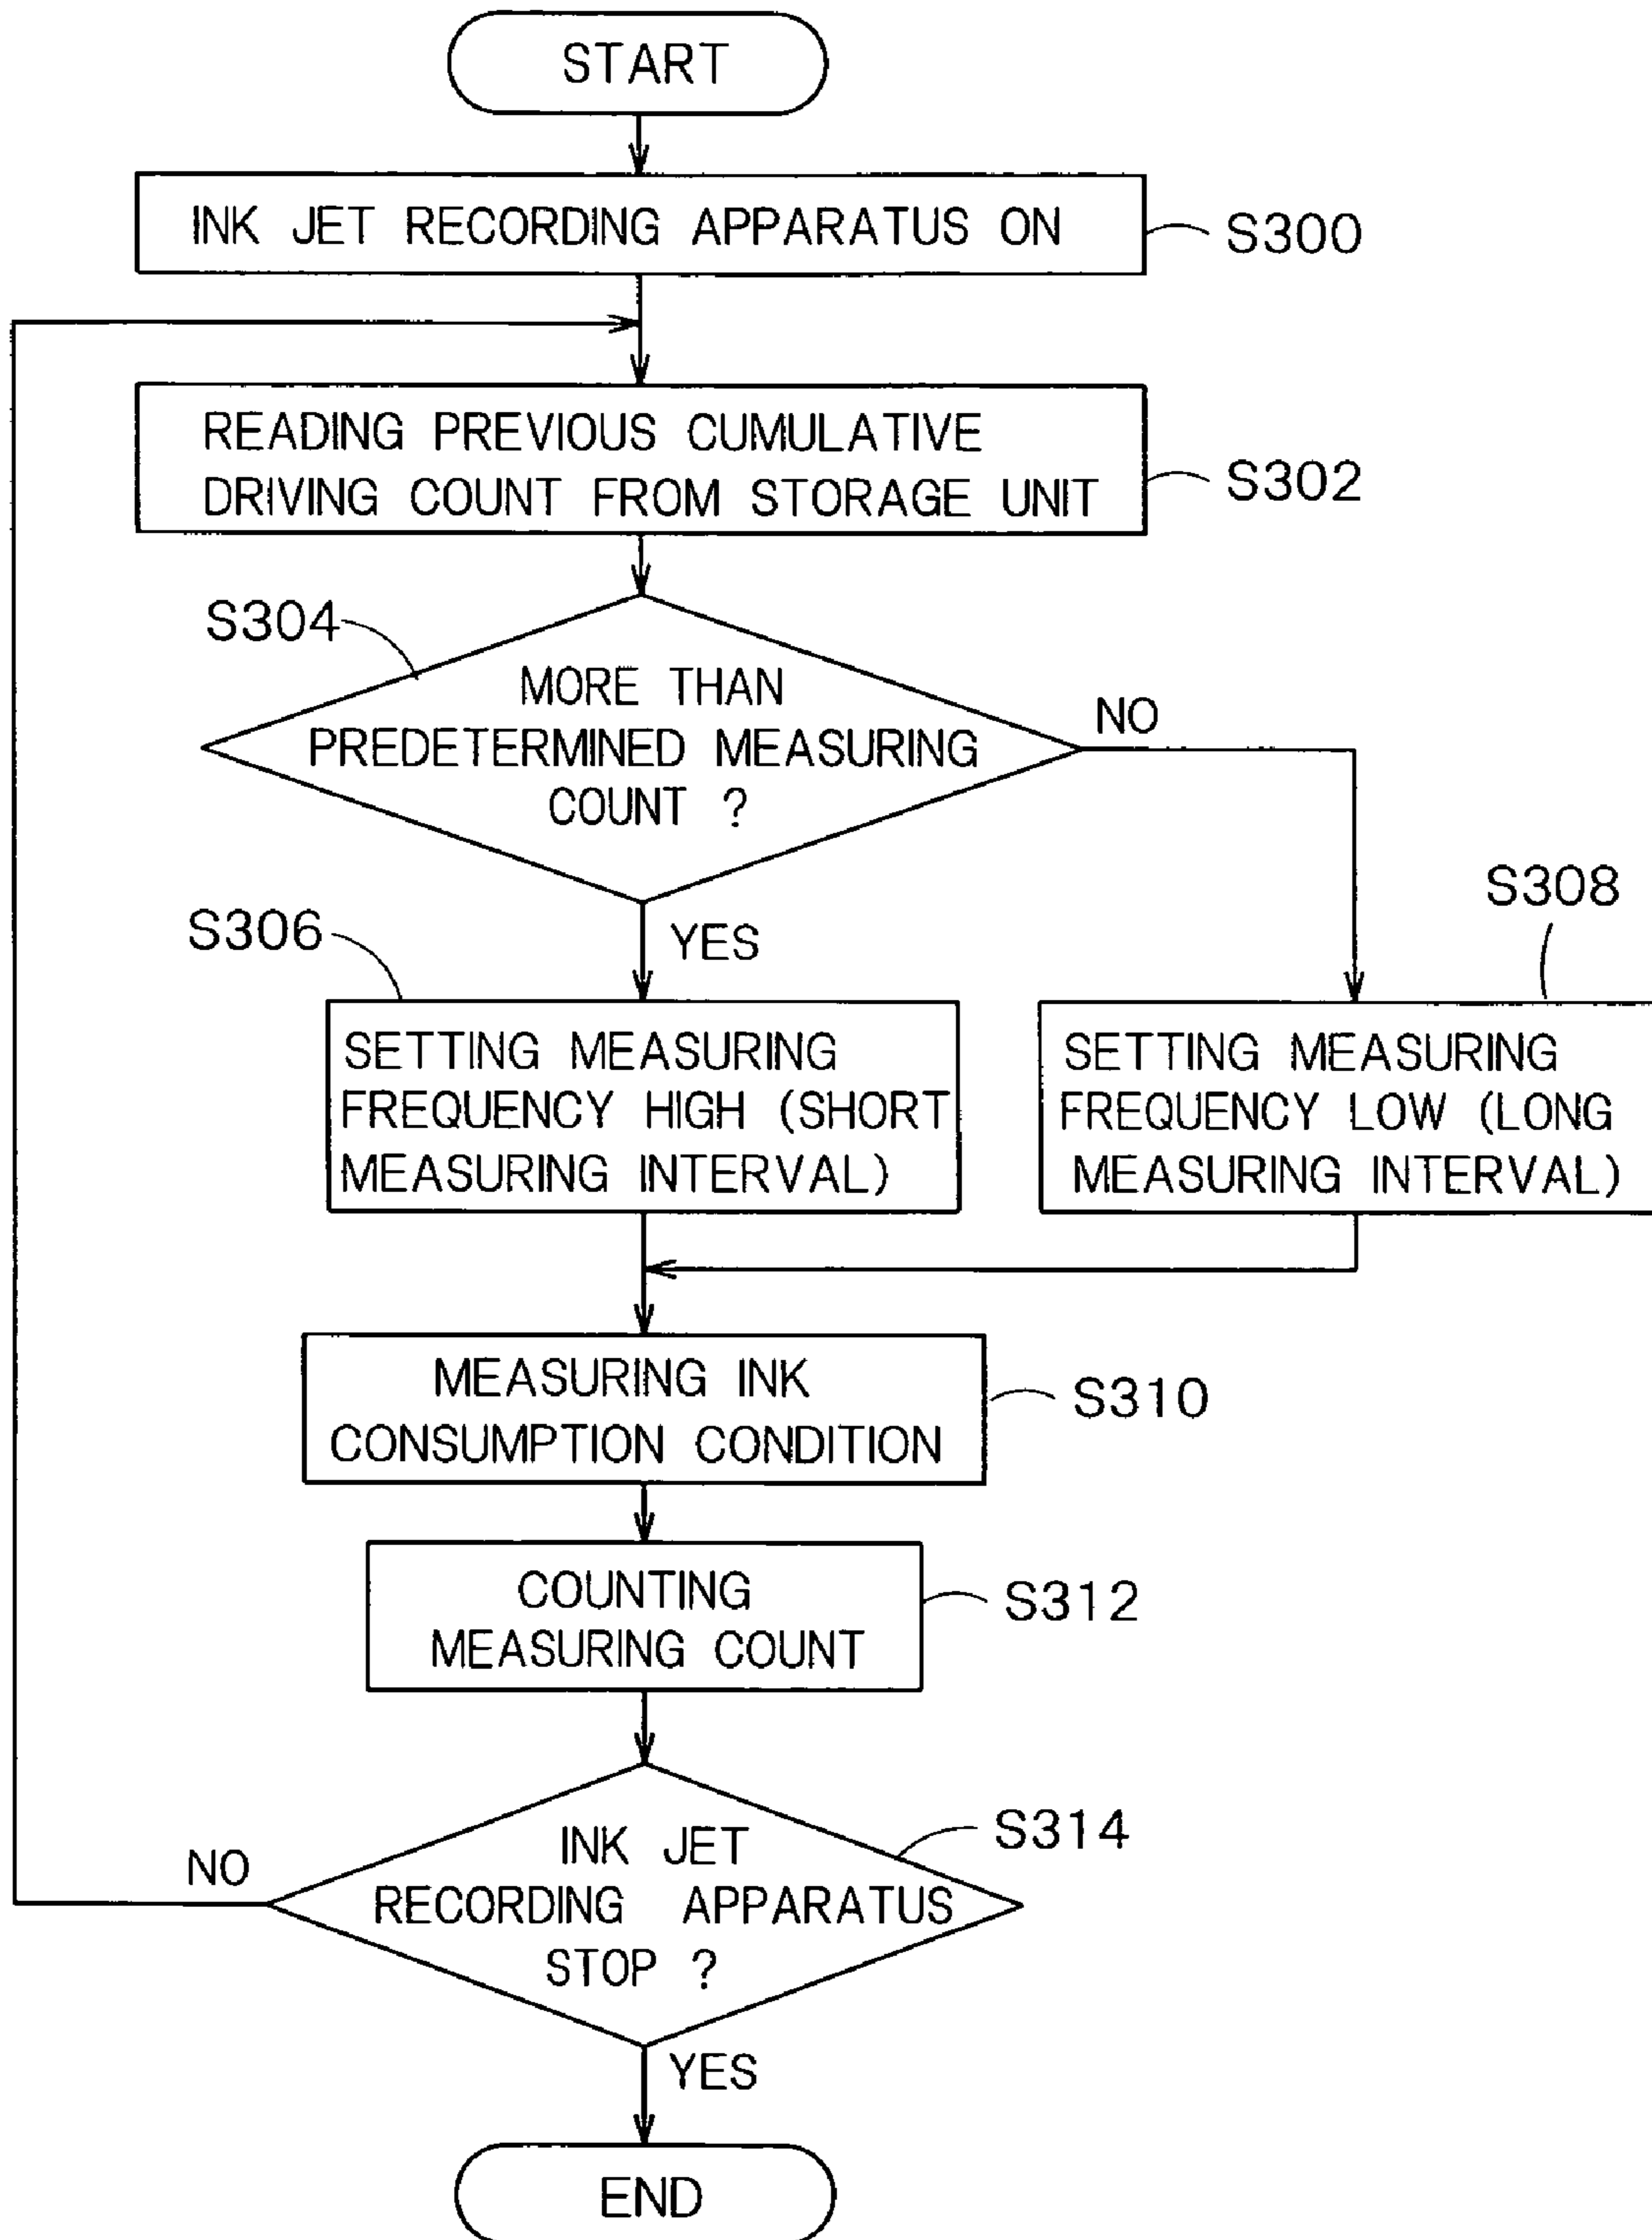 START
INK JET RECORDING APPARATUS ON
S300
READING PREVIOUS CUMULATIVE
DRIVING COUNT FROM STORAGE UNIT
S302
S304
MORE THAN
PREDETERMINED MEASURING
COUNT ?
NO
YES
S306
SETTING MEASURING
FREQUENCY HIGH (SHORT
MEASURING INTERVAL)
S308
SETTING MEASURING
FREQUENCY LOW (LONG
MEASURING INTERVAL)
MEASURING INK
CONSUMPTION CONDITION
S310
COUNTING
MEASURING COUNT
S312
INK JET
RECORDING APPARATUS
STOP ?
S314
NO
YES
END